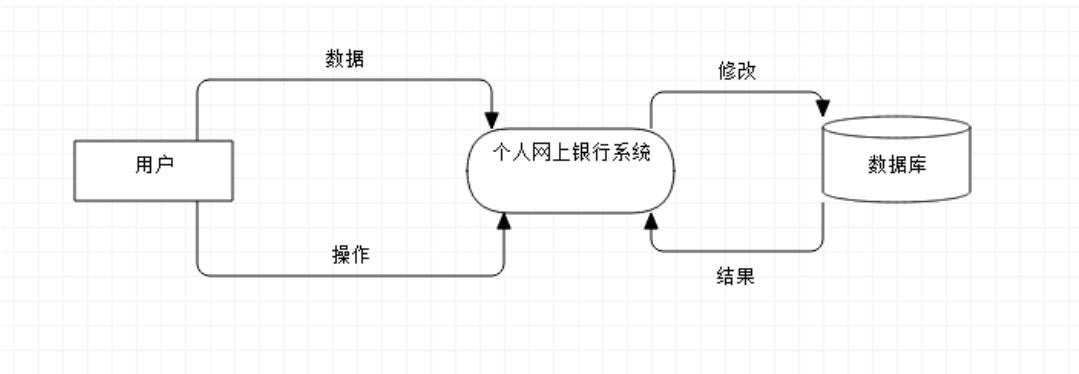 数据
修改
用户
个人网上银行系统
数据库
操作
结果